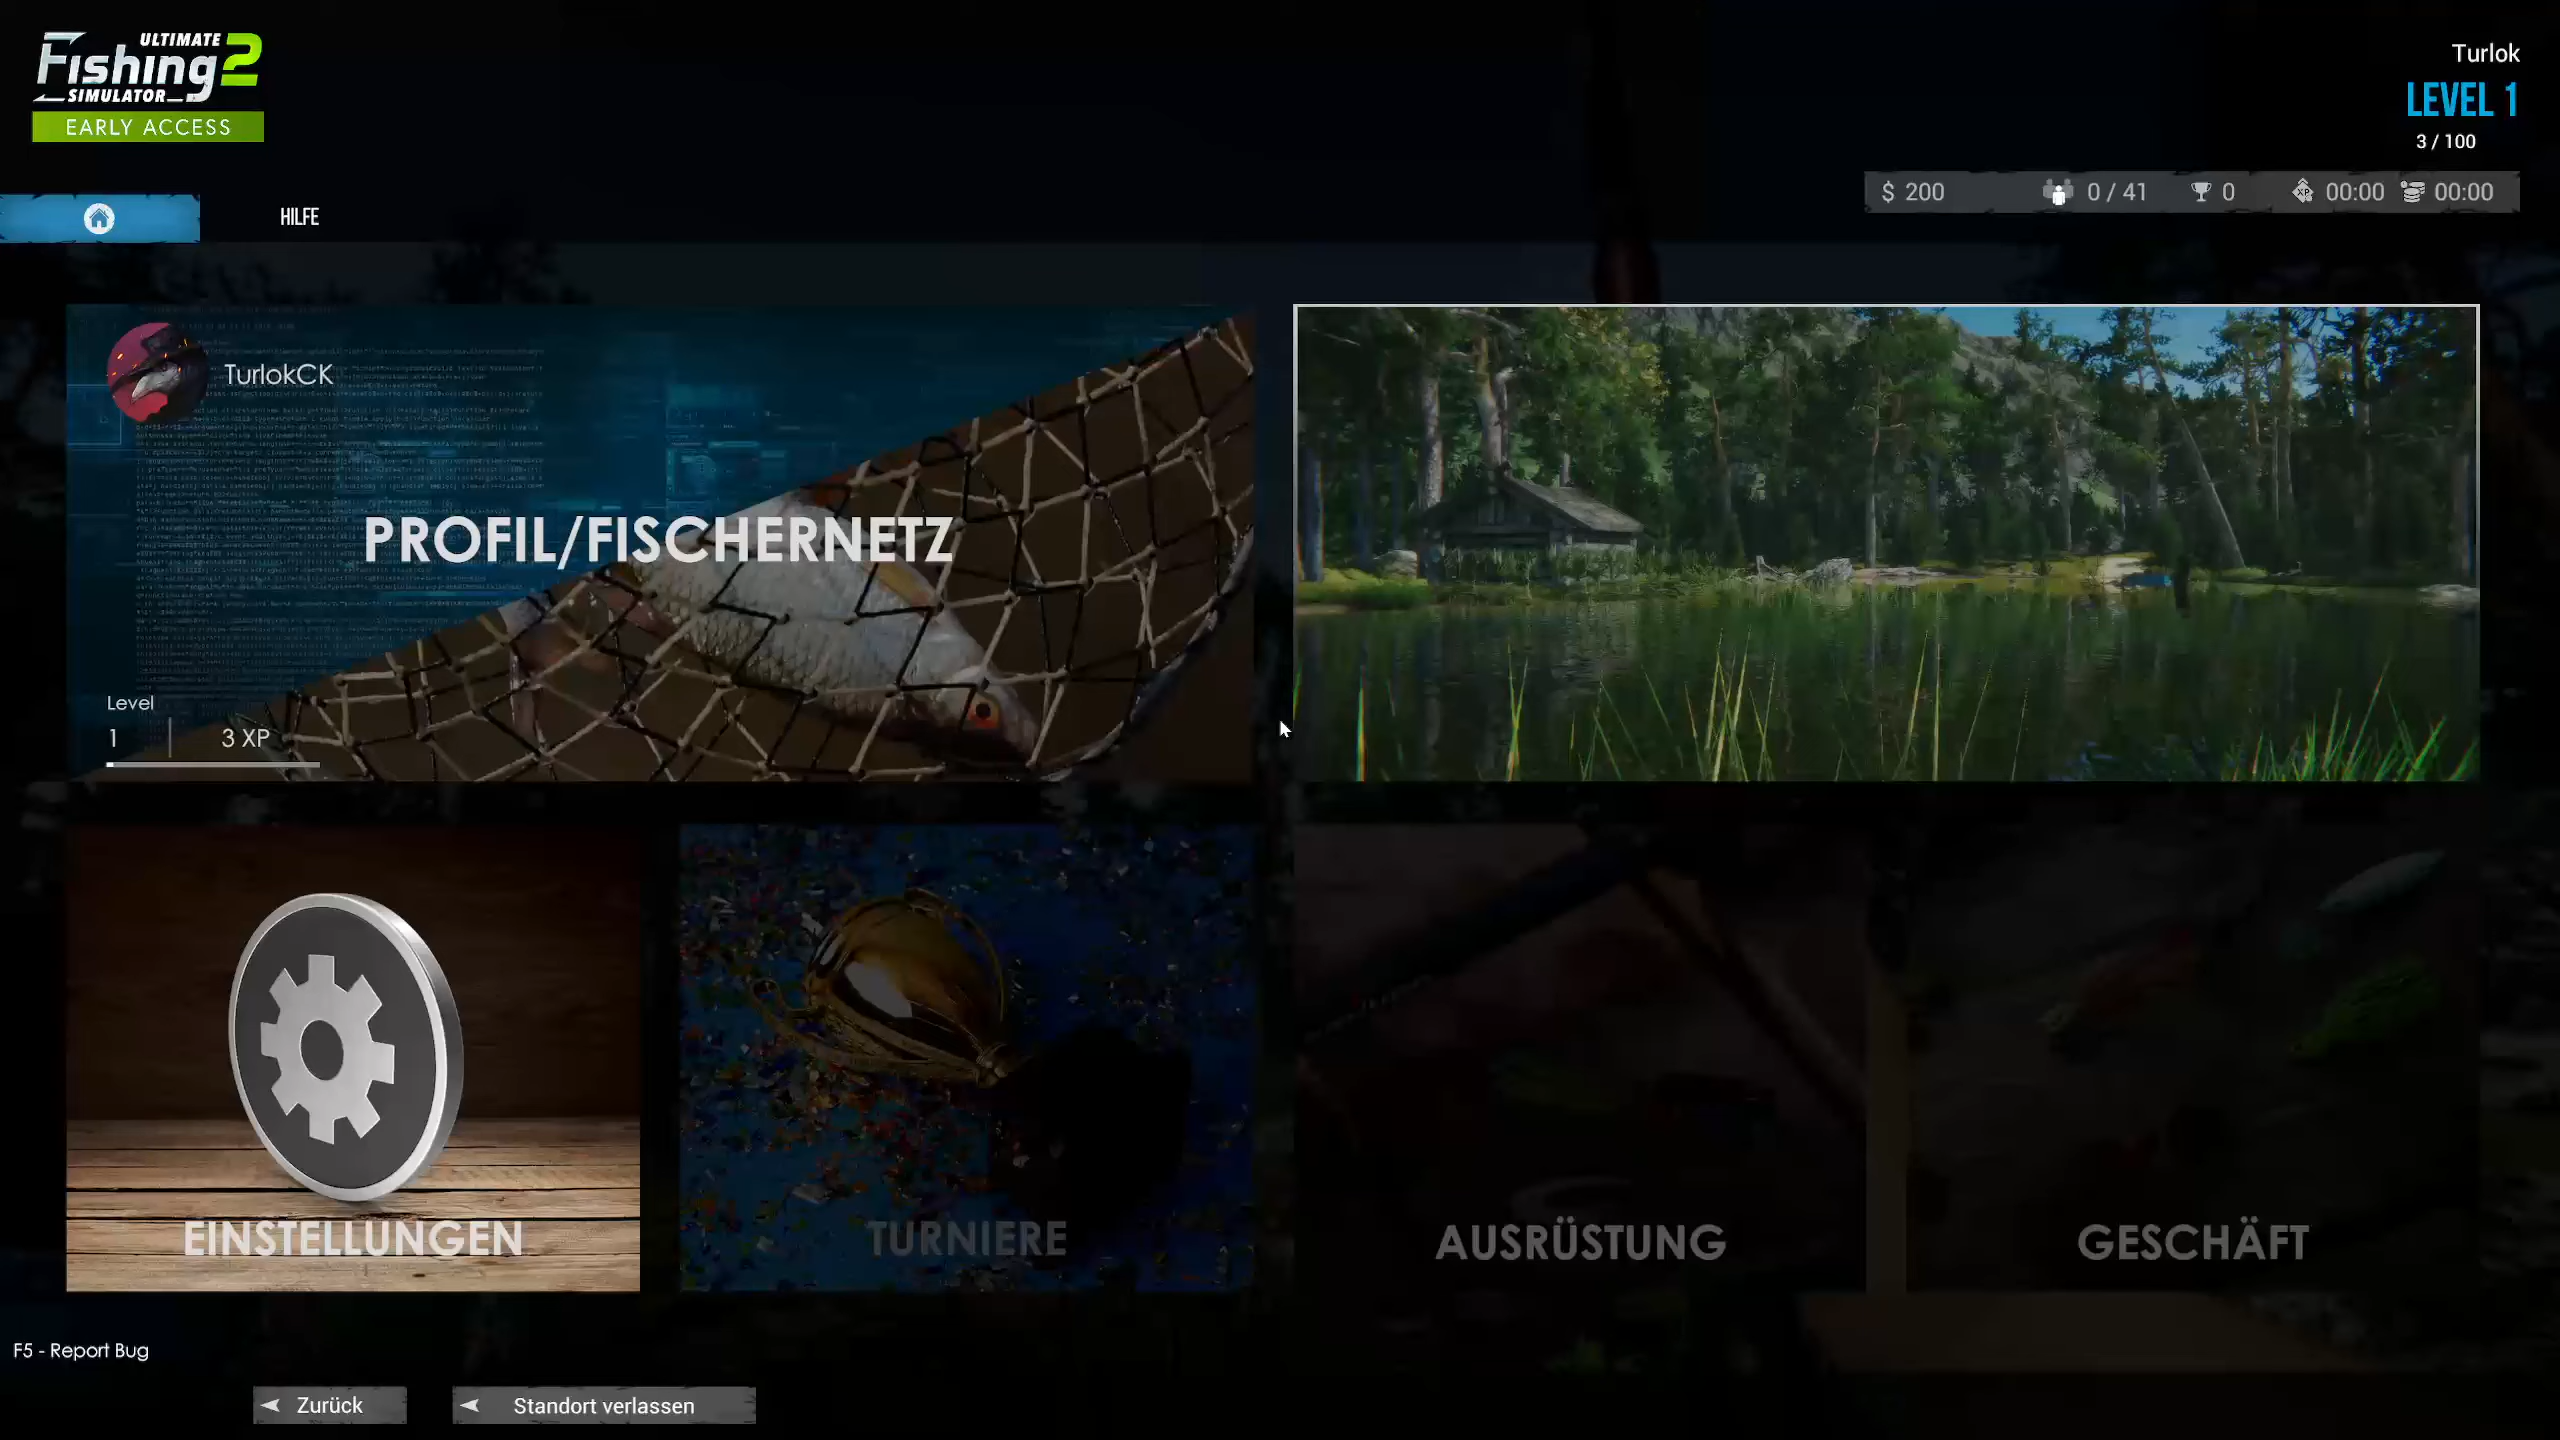 ULTIMATE
Fishing 2
SIMULATOR
EARLY ACCESS
Turlok
LEVEL 1
3 / 100
$ 200
0 / 41
0
XP
00:00
00:00
HILFE
TurlokCK
PROFIL/FISCHERNETZ
Level
1
3 XP
EINSTELLUNGEN
TURNIERE
AUSRÜSTUNG
GESCHÄFT
F5 - Report Bug
Zurück
Standort verlassen